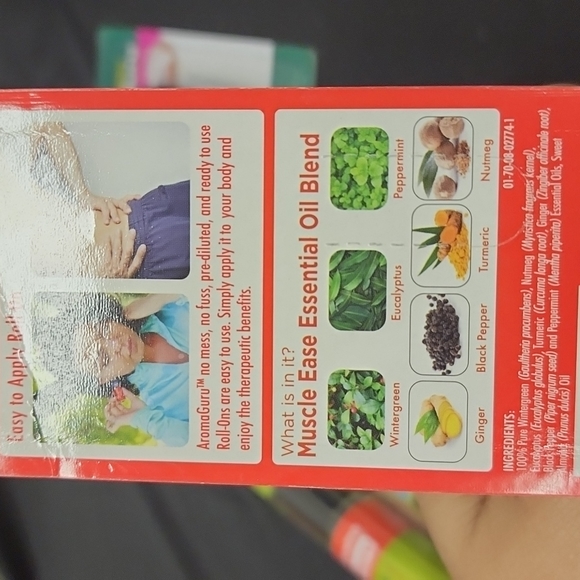 Easy to Apply Roll
AromaGuru™ no mess, no fuss, pre-diluted, and ready to use
Roll-Ons are easy to use. Simply apply it to your body and
enjoy the therapeutic benefits.
What is in it?
Muscle Ease Essential Oil Blend
Wintergreen
Eucalyptus
Peppermint
Ginger
Black Pepper
Turmeric
Nutmeg
INGREDIENTS:
01-70-08-02774-1
100% Pure Wintergreen (Gaultheria procumbens), Nutmeg (Myristica fragrans kernel),
Eucalyptus (Eucalyptus globulus), Turmeric (Curcuma longa root), Ginger (Zingiber officinale root),
Black Pepper (Piper nigrum seed) and Peppermint (Mentha piperita) Essential Oils, Sweet
Almond (Prunus dulcis) Oil